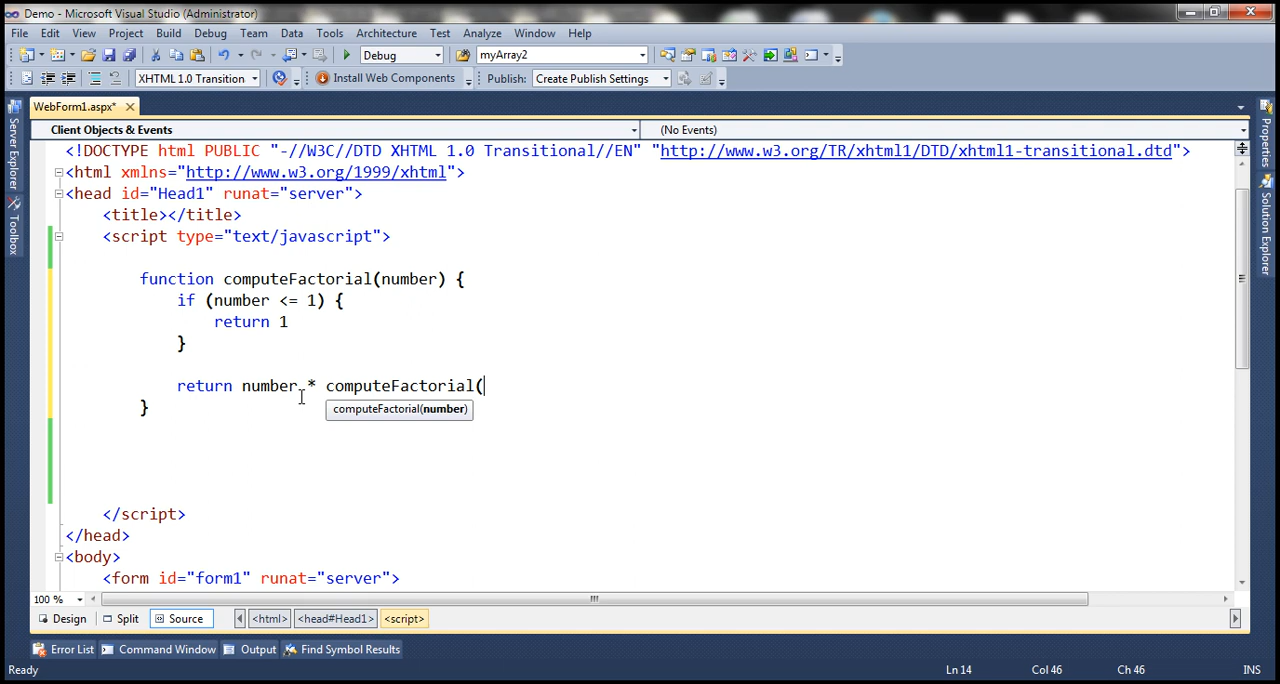 Demo - Microsoft Visual Studio (Administrator)
File Edit View Project Build Debug Team Data Tools Architecture Test Analyze Window Help
Debug myArray2
XHTML 1.0 Transition Install Web Components Publish: Create Publish Settings
WebForm1.aspx*
Client Objects & Events (No Events)
Server Explorer
Toolbox
Properties
Solution Explorer
<!DOCTYPE html PUBLIC "-//W3C//DTD XHTML 1.0 Transitional//EN" "http://www.w3.org/TR/xhtml1/DTD/xhtml1-transitional.dtd">
<html xmlns="http://www.w3.org/1999/xhtml">
<head id="Head1" runat="server">
<title></title>
<script type="text/javascript">
function computeFactorial(number) {
if (number <= 1) {
return 1
}
return number * computeFactorial(
computeFactorial(number)
}
</script>
</head>
<body>
<form id="form1" runat="server">
100 %
Design Split Source <html> <head#Head1> <script>
Error List Command Window Output Find Symbol Results
Ready Ln 14 Col 46 Ch 46 INS